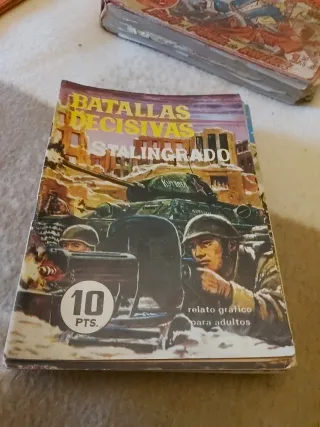 BATALLAS
DECISIVAS
STALINGRADO
10
PTS.
relato gráfico
para adultos